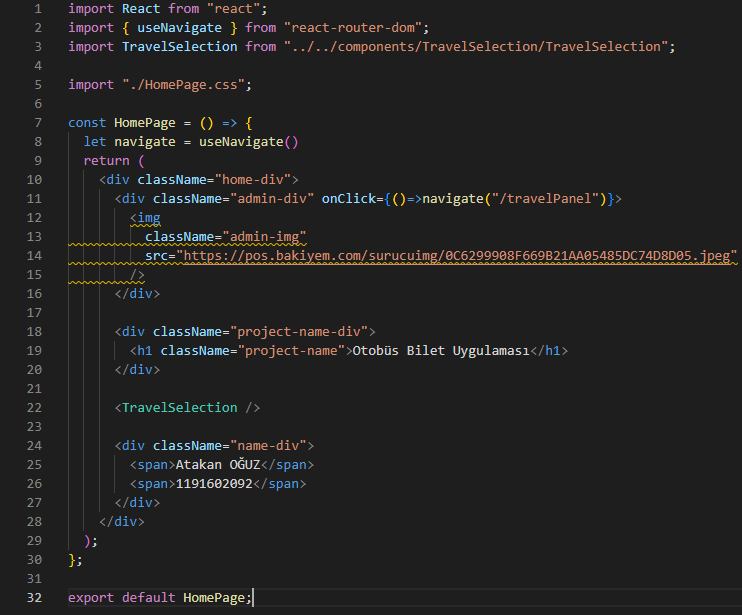 1 import React from "react";
2 import { useNavigate } from "react-router-dom";
3 import TravelSelection from "../../components/TravelSelection/TravelSelection";
4
5 import "./HomePage.css";
6
7 const HomePage = () => {
8   let navigate = useNavigate()
9   return (
10     <div className="home-div">
11       <div className="admin-div" onClick={()=>navigate("/travelPanel")}>
12         <img
13           className="admin-img"
14           src="https://pos.bakiyem.com/surucuimg/0C6299908F669B21AA05485DC74D8D05.jpeg"
15         />
16       </div>
17
18       <div className="project-name-div">
19         <h1 className="project-name">Otobüs Bilet Uygulaması</h1>
20       </div>
21
22       <TravelSelection />
23
24       <div className="name-div">
25         <span>Atakan OĞUZ</span>
26         <span>1191602092</span>
27       </div>
28     </div>
29   );
30 };
31
32 export default HomePage;